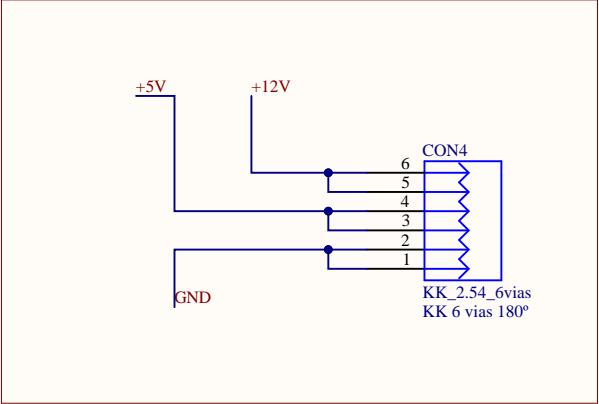 +5V
+12V
CON4
6
5
4
3
2
1
GND
KK_2.54_6vias
KK 6 vias 180º